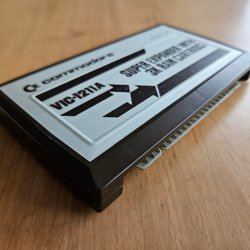 commodore
VIC-1211A
SUPER EXPANDER WITH
3K RAM CARTRIDGE